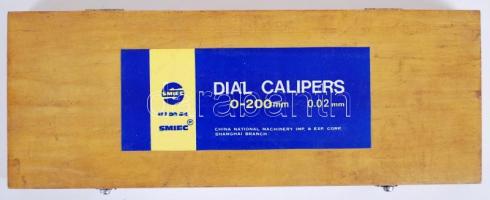 SMIEC
SMIEC
DIAL CALIPERS
0-200mm 0.02mm
CHINA NATIONAL MACHINERY IMP. & EXP. CORP.
SHANGHAI BRANCH